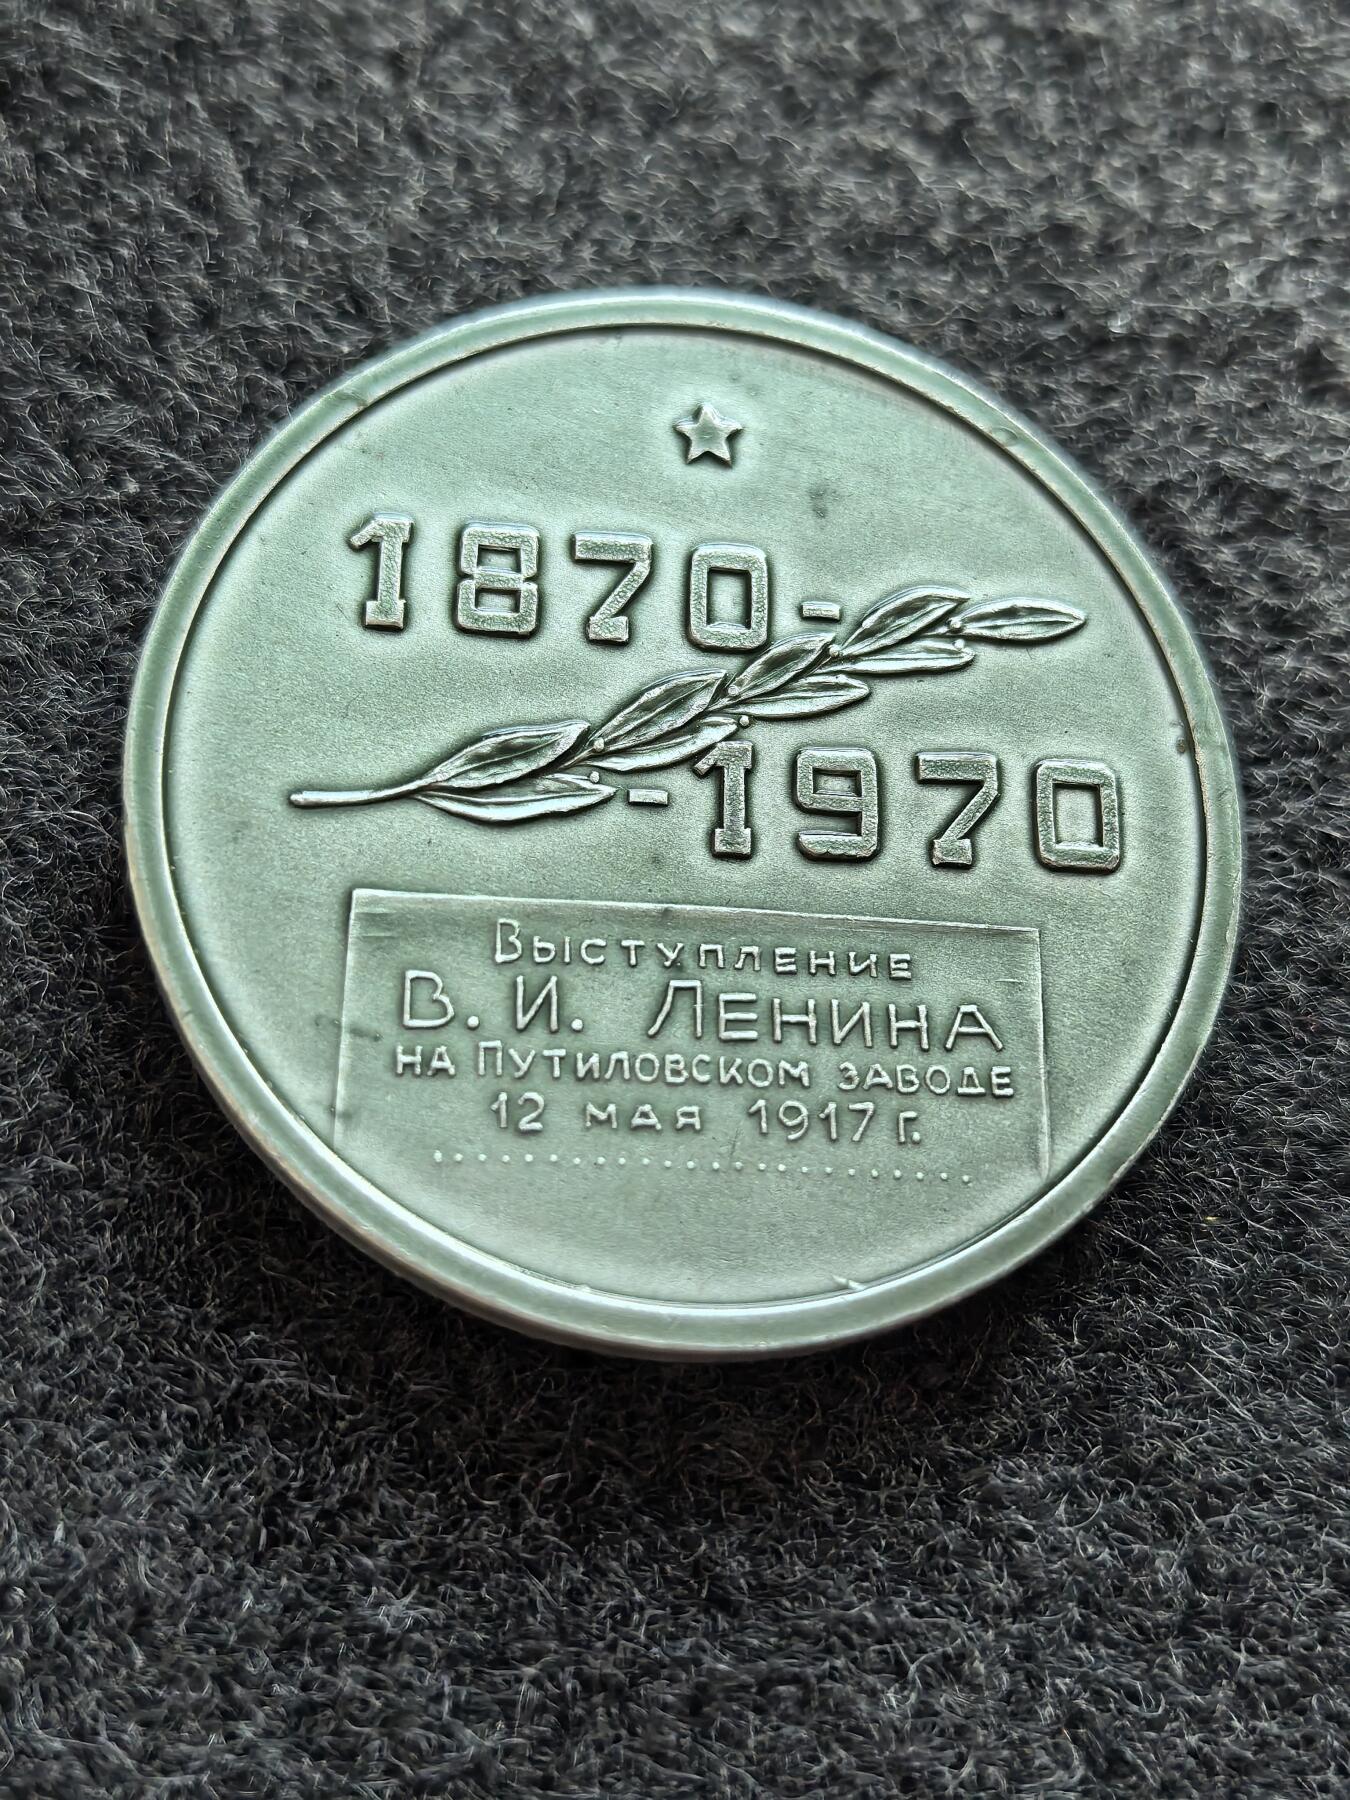 1870-
-1970
Выступление
В. И. Ленина
на Путиловском заводе
12 мая 1917 г.